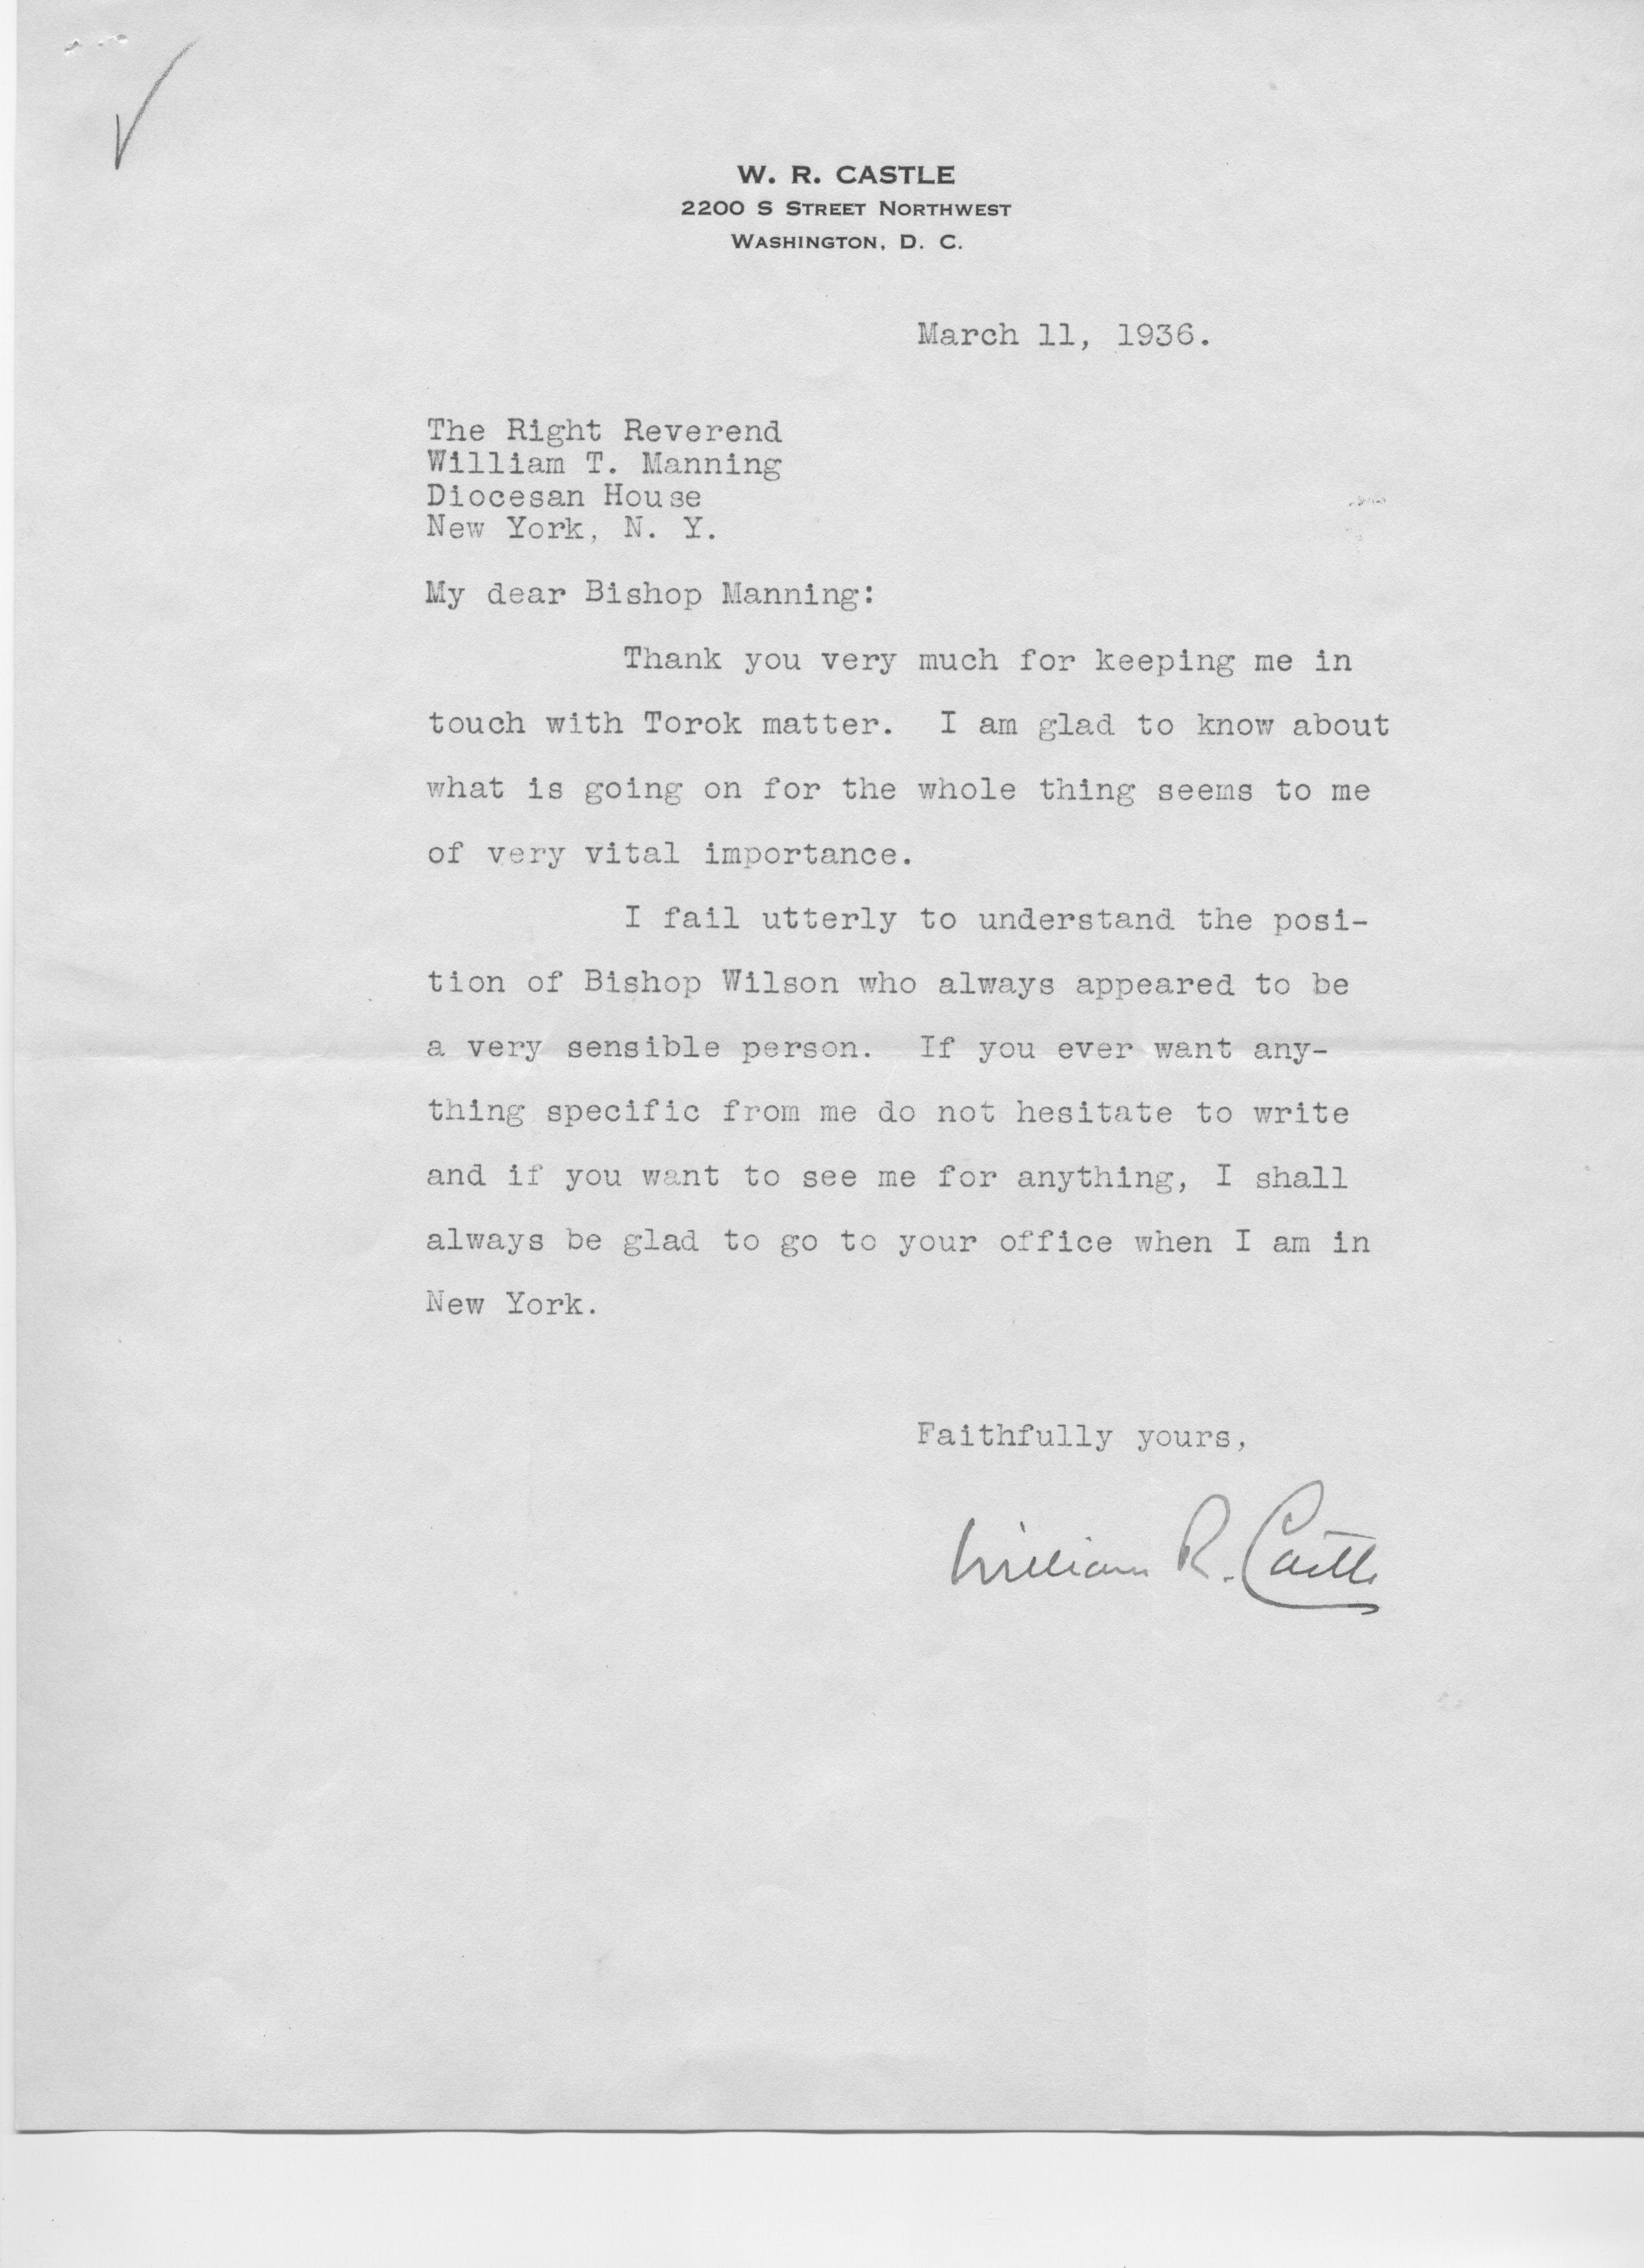 W. R. CASTLE
2200 S STREET NORTHWEST
WASHINGTON, D. C.
March 11, 1936.
The Right Reverend
William T. Manning
Diocesan House
New York, N. Y.
My dear Bishop Manning:
Thank you very much for keeping me in
touch with Torok matter. I am glad to know about
what is going on for the whole thing seems to me
of very vital importance.
I fail utterly to understand the posi-
tion of Bishop Wilson who always appeared to be
a very sensible person. If you ever want any-
thing specific from me do not hesitate to write
and if you want to see me for anything, I shall
always be glad to go to your office when I am in
New York.
Faithfully yours,
William R. Castle